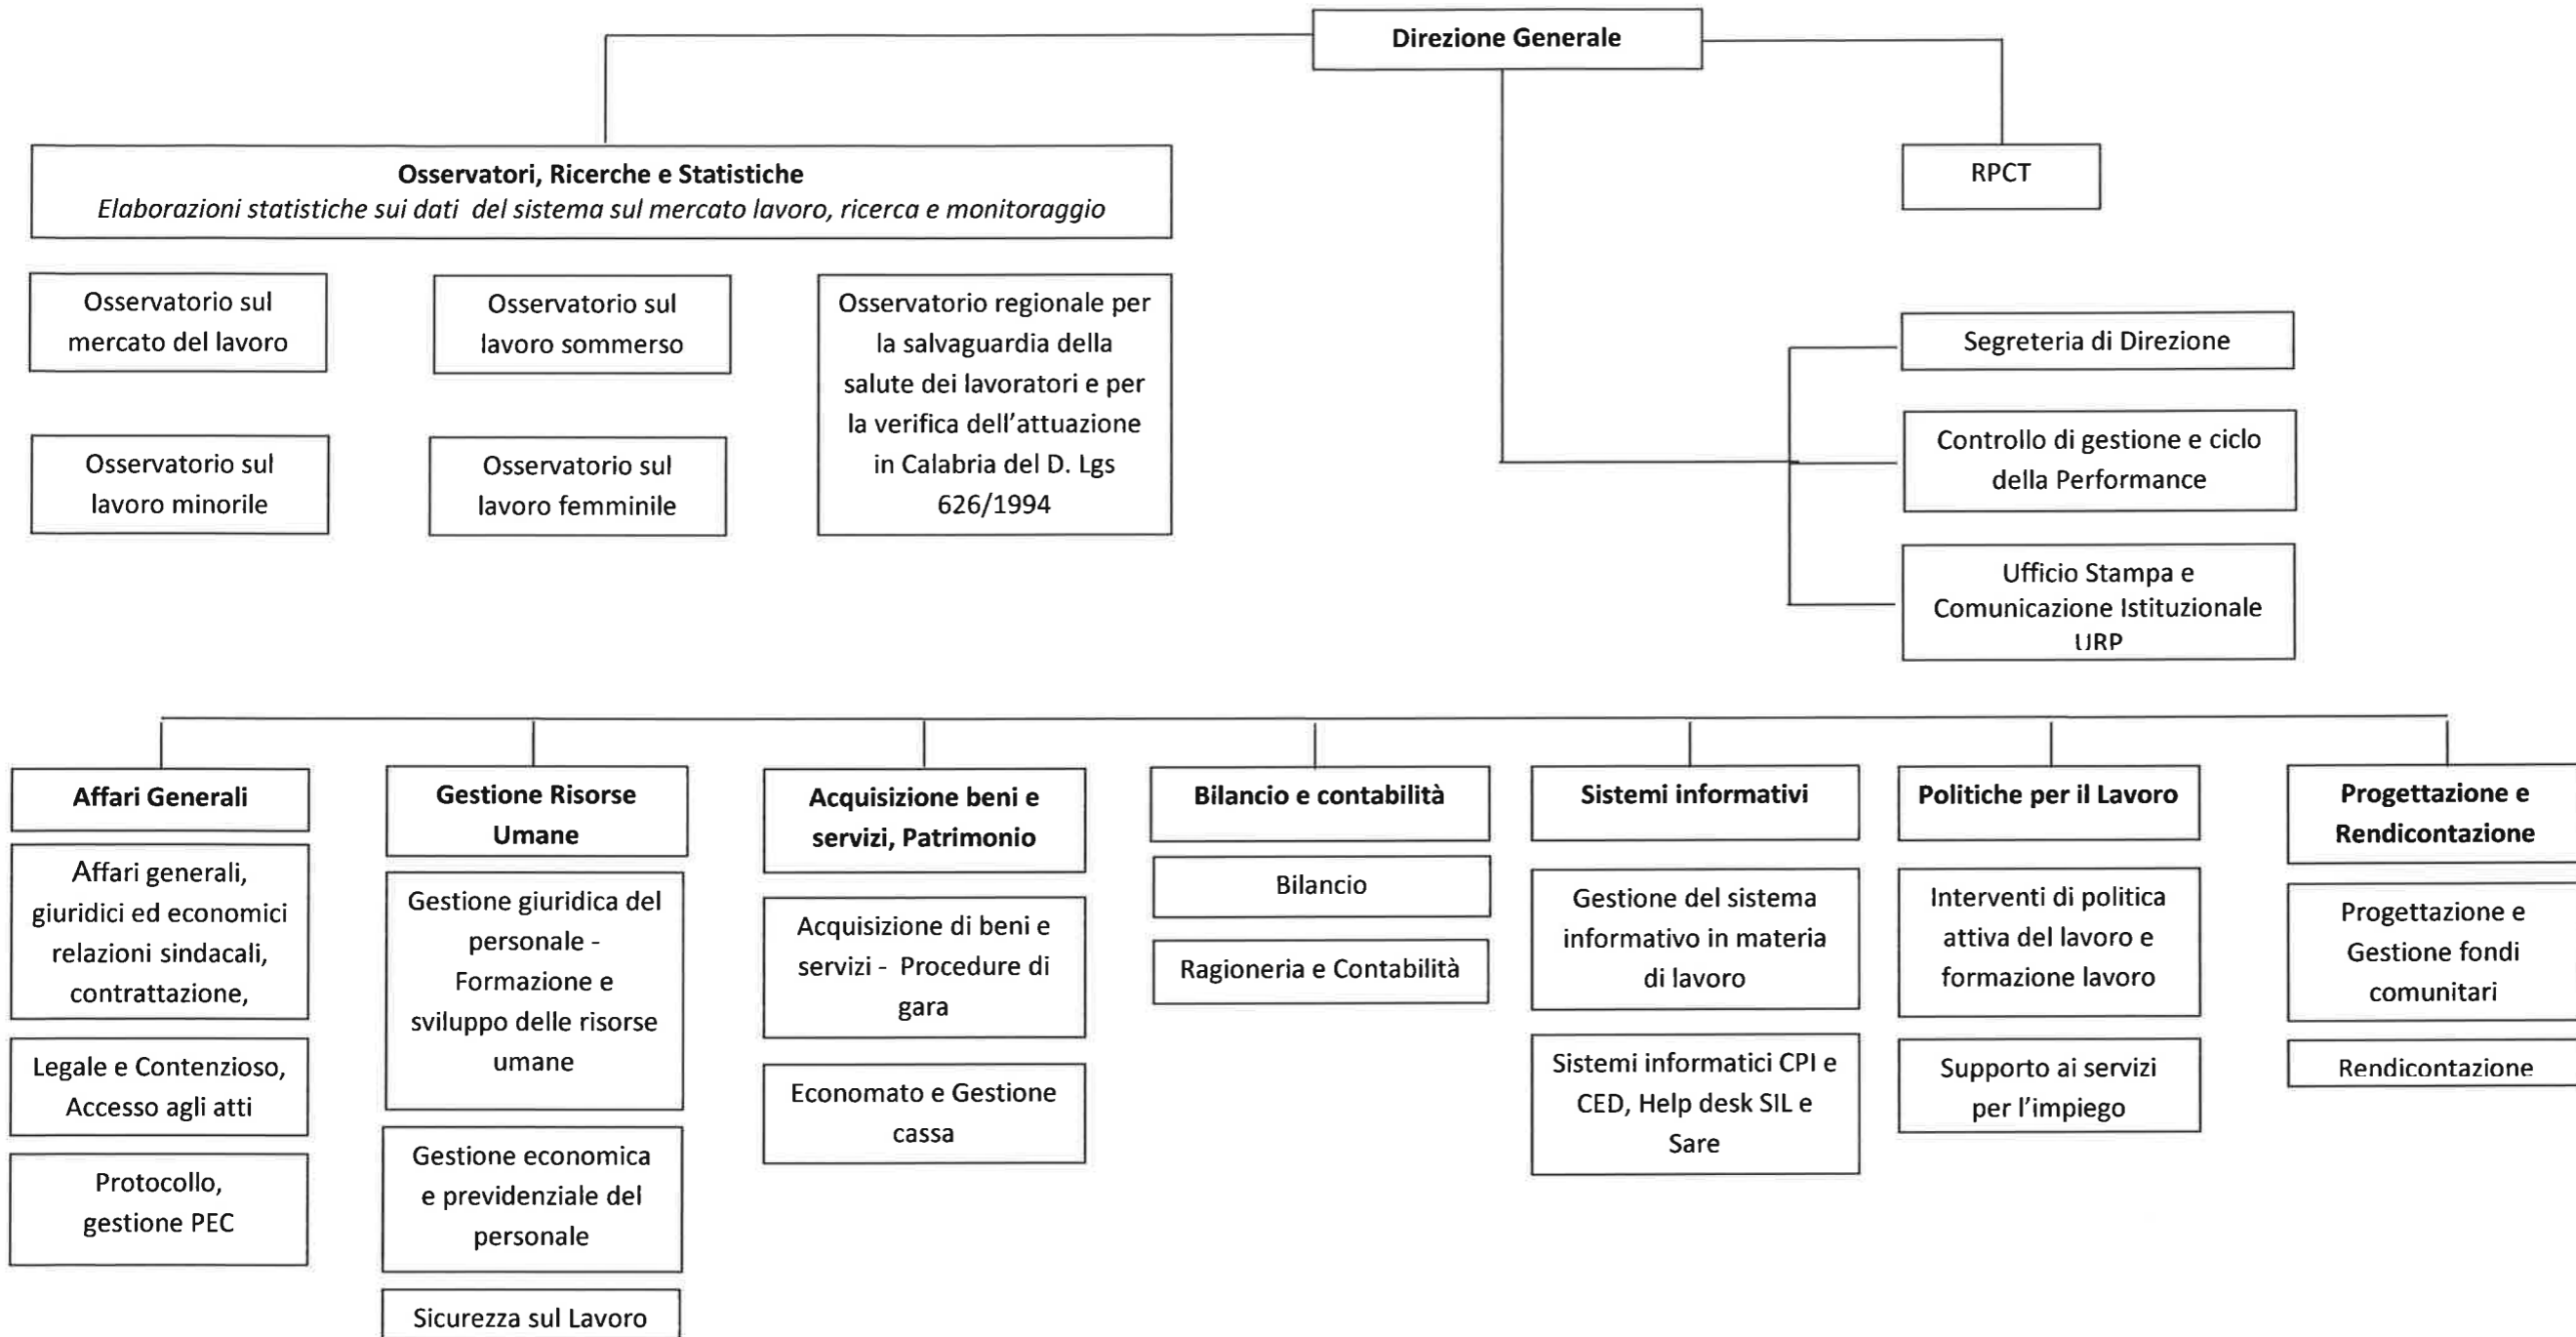 Direzione Generale
Osservatori, Ricerche e Statistiche
Elaborazioni statistiche sui dati del sistema sul mercato lavoro, ricerca e monitoraggio
RPCT
Osservatorio sul
mercato del lavoro
Osservatorio sul
lavoro sommerso
Osservatorio regionale per
la salvaguardia della
salute dei lavoratori e per
la verifica dell’attuazione
in Calabria del D. Lgs
626/1994
Osservatorio sul
lavoro minorile
Osservatorio sul
lavoro femminile
Segreteria di Direzione
Controllo di gestione e ciclo
della Performance
Ufficio Stampa e
Comunicazione Istituzionale
URP
Affari Generali
Affari generali,
giuridici ed economici
relazioni sindacali,
contrattazione,
Legale e Contenzioso,
Accesso agli atti
Protocollo,
gestione PEC
Gestione Risorse
Umane
Gestione giuridica del
personale -
Formazione e
sviluppo delle risorse
umane
Gestione economica
e previdenziale del
personale
Sicurezza sul Lavoro
Acquisizione beni e
servizi, Patrimonio
Acquisizione di beni e
servizi - Procedure di
gara
Economato e Gestione
cassa
Bilancio e contabilità
Bilancio
Ragioneria e Contabilità
Sistemi informativi
Gestione del sistema
informativo in materia
di lavoro
Sistemi informatici CPI e
CED, Help desk SIL e
Sare
Politiche per il Lavoro
Interventi di politica
attiva del lavoro e
formazione lavoro
Supporto ai servizi
per l’impiego
Progettazione e
Rendicontazione
Progettazione e
Gestione fondi
comunitari
Rendicontazione